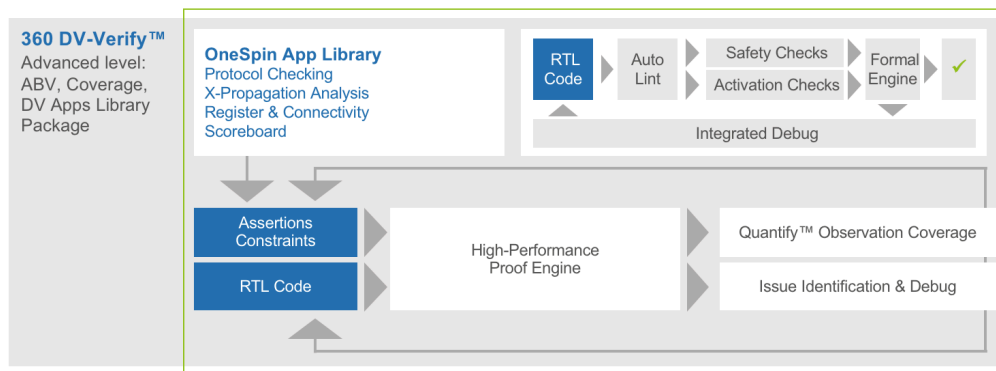 360 DV-Verify™
Advanced level:
ABV, Coverage,
DV Apps Library
Package
OneSpin App Library
Protocol Checking
X-Propagation Analysis
Register & Connectivity
Scoreboard
RTL
Code
Auto
Lint
Safety Checks
Activation Checks
Formal
Engine
Integrated Debug
Assertions
Constraints
RTL Code
High-Performance
Proof Engine
Quantify™ Observation Coverage
Issue Identification & Debug